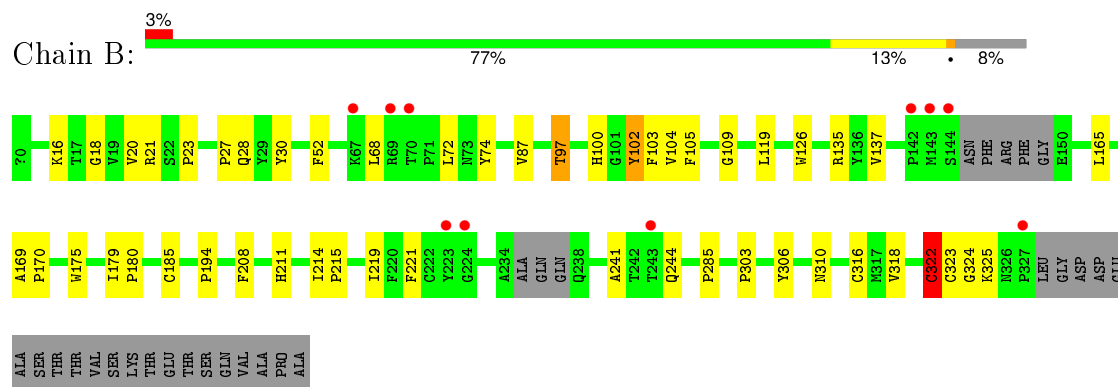 3%
Chain B:
77% 13% • 8%
?0 K16 T17 G18 V19 V20 R21 S22 P23 P27 Q28 Y29 Y30 F52 K67 L68 R69 T70 P71 L72 N73 Y74 V87 T97 H100 G101 Y102 F103 V104 F105 G109 L119 W126 R135 Y136 V137 P142 M143 S144 ASN PHE ARG PHE GLY E150 L165
A169 P170 W175 I179 P180 C185 P194 F208 H211 I214 P215 I219 F220 F221 C222 Y223 G224 A234 ALA GLN GLN Q238 A241 T242 T243 Q244 P285 P303 Y306 N310 C316 M317 V318 C322 C323 G324 K325 N326 P327 LEU GLY ASP ASP GLU
ALA SER THR THR VAL SER LYS THR GLU THR SER GLN VAL ALA PRO ALA